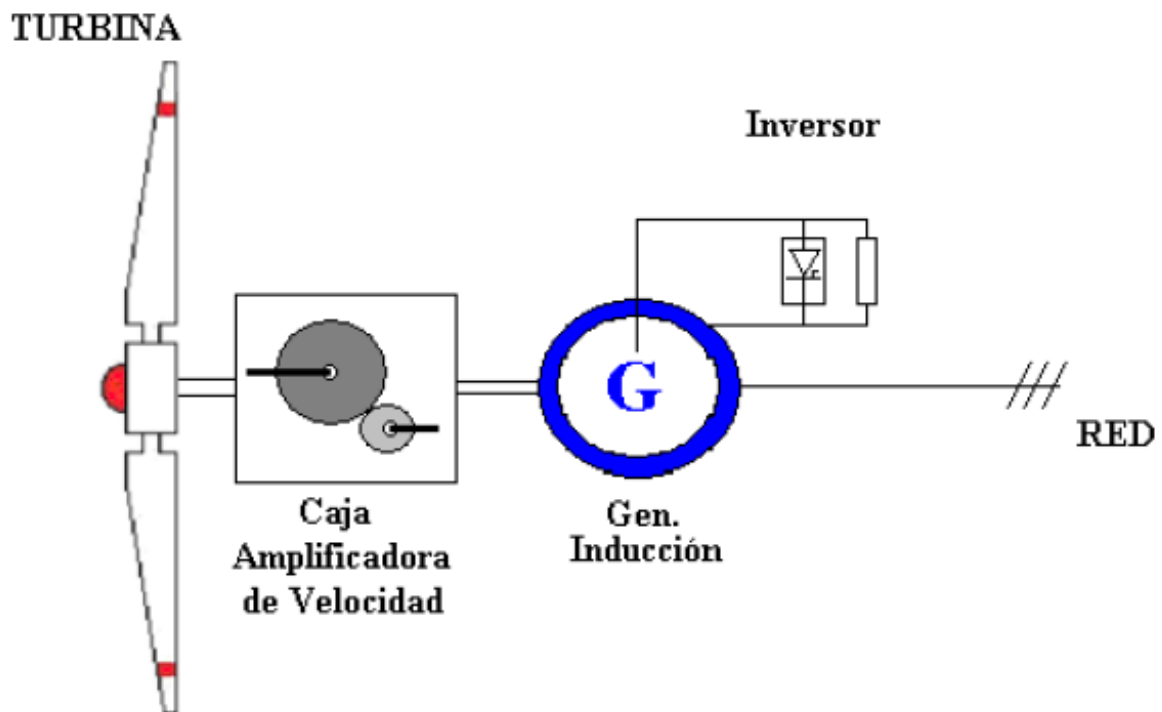 TURBINA
Inversor
G
RED
Caja
Amplificadora
de Velocidad
Gen.
Inducción